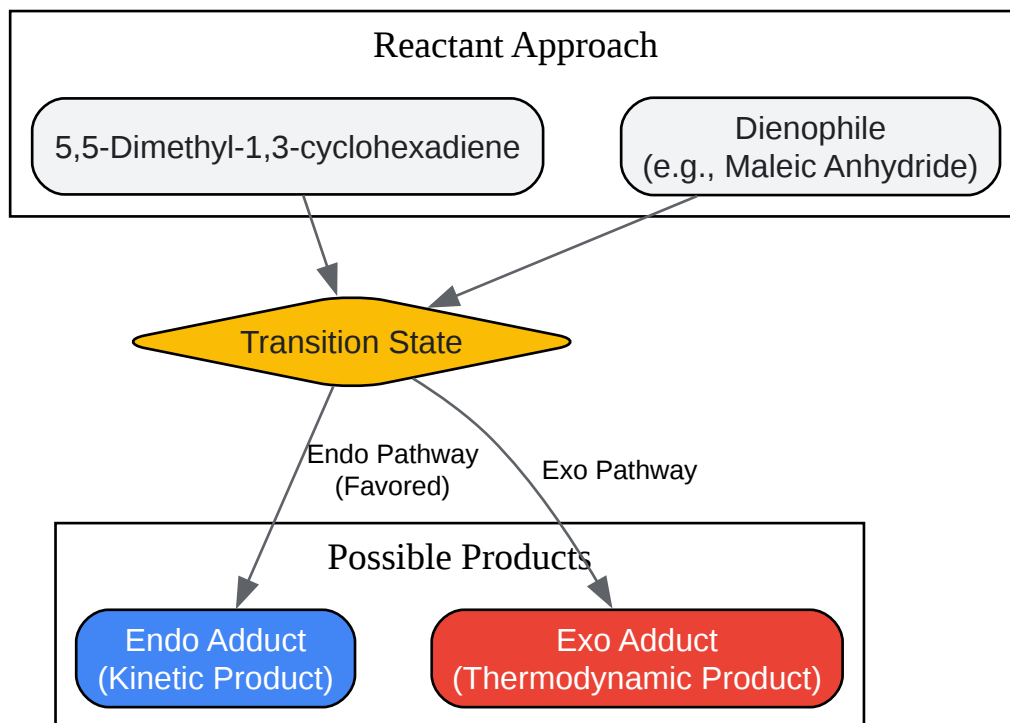 Reactant Approach
5,5-Dimethyl-1,3-cyclohexadiene
Dienophile
(e.g., Maleic Anhydride)
Transition State
Endo Pathway
(Favored)
Exo Pathway
Possible Products
Endo Adduct
(Kinetic Product)
Exo Adduct
(Thermodynamic Product)